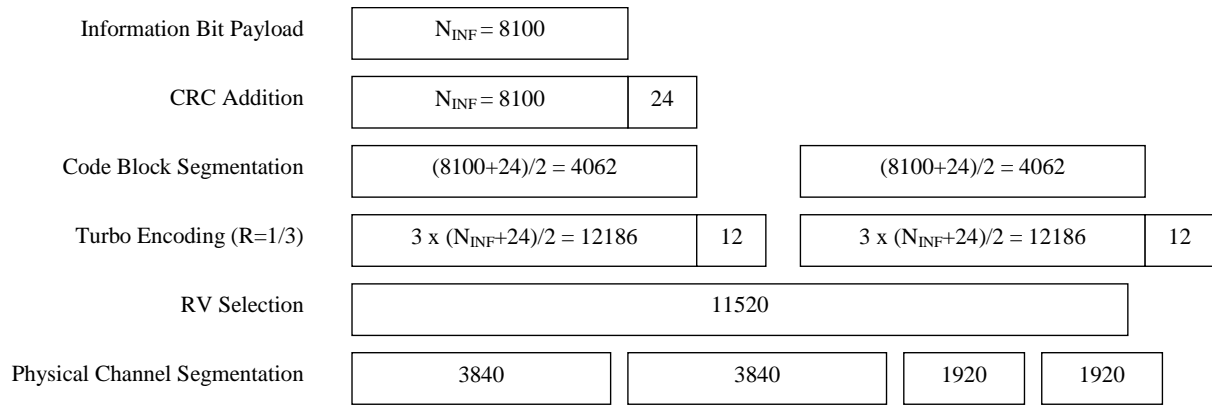 Information Bit Payload N_INF = 8100
CRC Addition N_INF = 8100 24
Code Block Segmentation (8100+24)/2 = 4062 (8100+24)/2 = 4062
Turbo Encoding (R=1/3) 3 x (N_INF+24)/2 = 12186 12 3 x (N_INF+24)/2 = 12186 12
RV Selection 11520
Physical Channel Segmentation 3840 3840 1920 1920